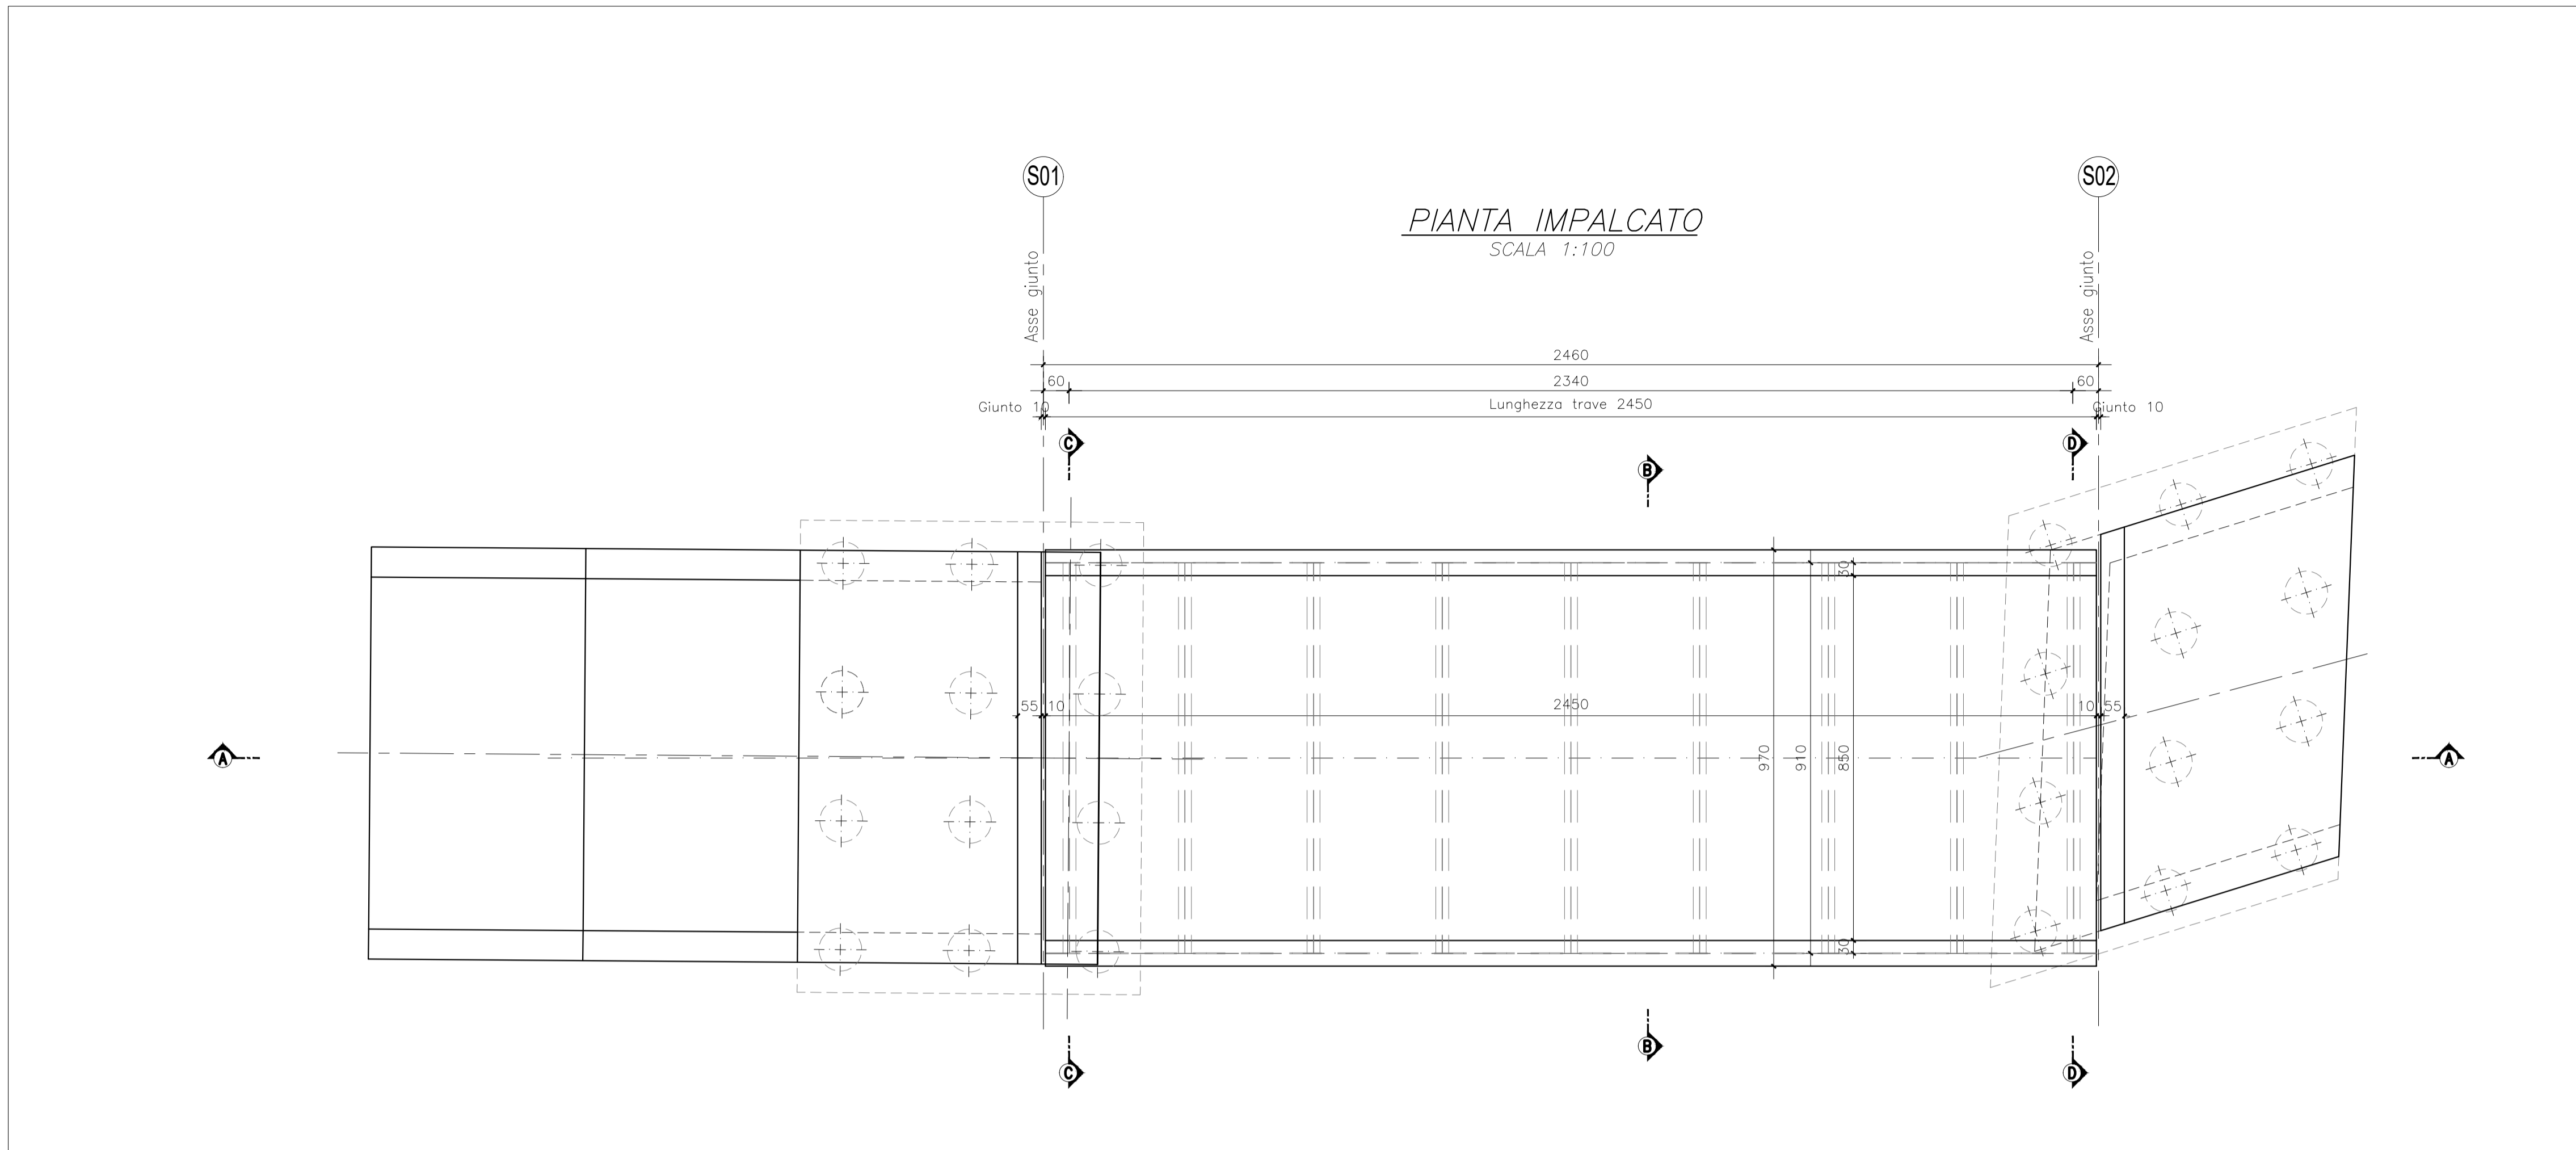 S01
S02
PIANTA IMPALCATO
SCALA 1:100
Asse giunto
Asse giunto
2460
60
2340
60
Giunto 10
Lunghezza trave 2450
Giunto 10
C
D
B
30
55
10
2450
10
55
A
970
910
850
A
30
B
C
D